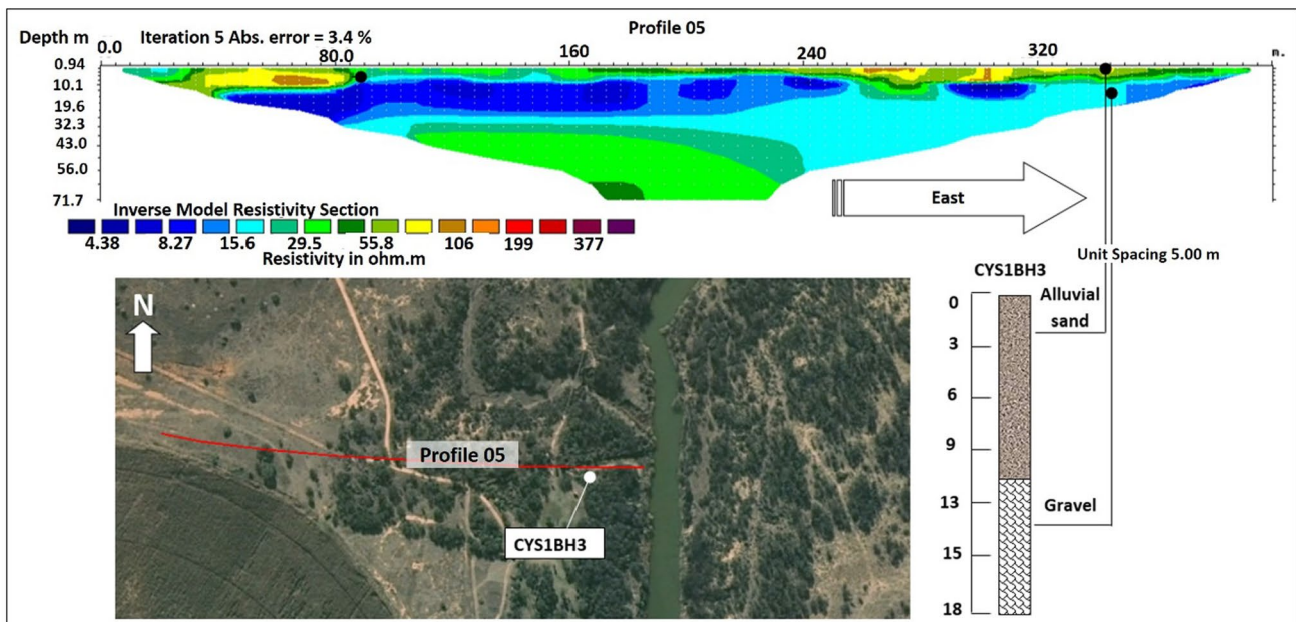 Profile 05
Depth m
0.0
Iteration 5 Abs. error = 3.4 %
80.0
160
240
320
n.
0.94
10.1
19.6
32.3
43.0
56.0
71.7
East
Inverse Model Resistivity Section
4.38
8.27
15.6
29.5
55.8
106
199
377
Resistivity in ohm.m
Unit Spacing 5.00 m
CYS1BH3
0
3
6
9
13
15
18
Alluvial
sand
Gravel
N
Profile 05
CYS1BH3